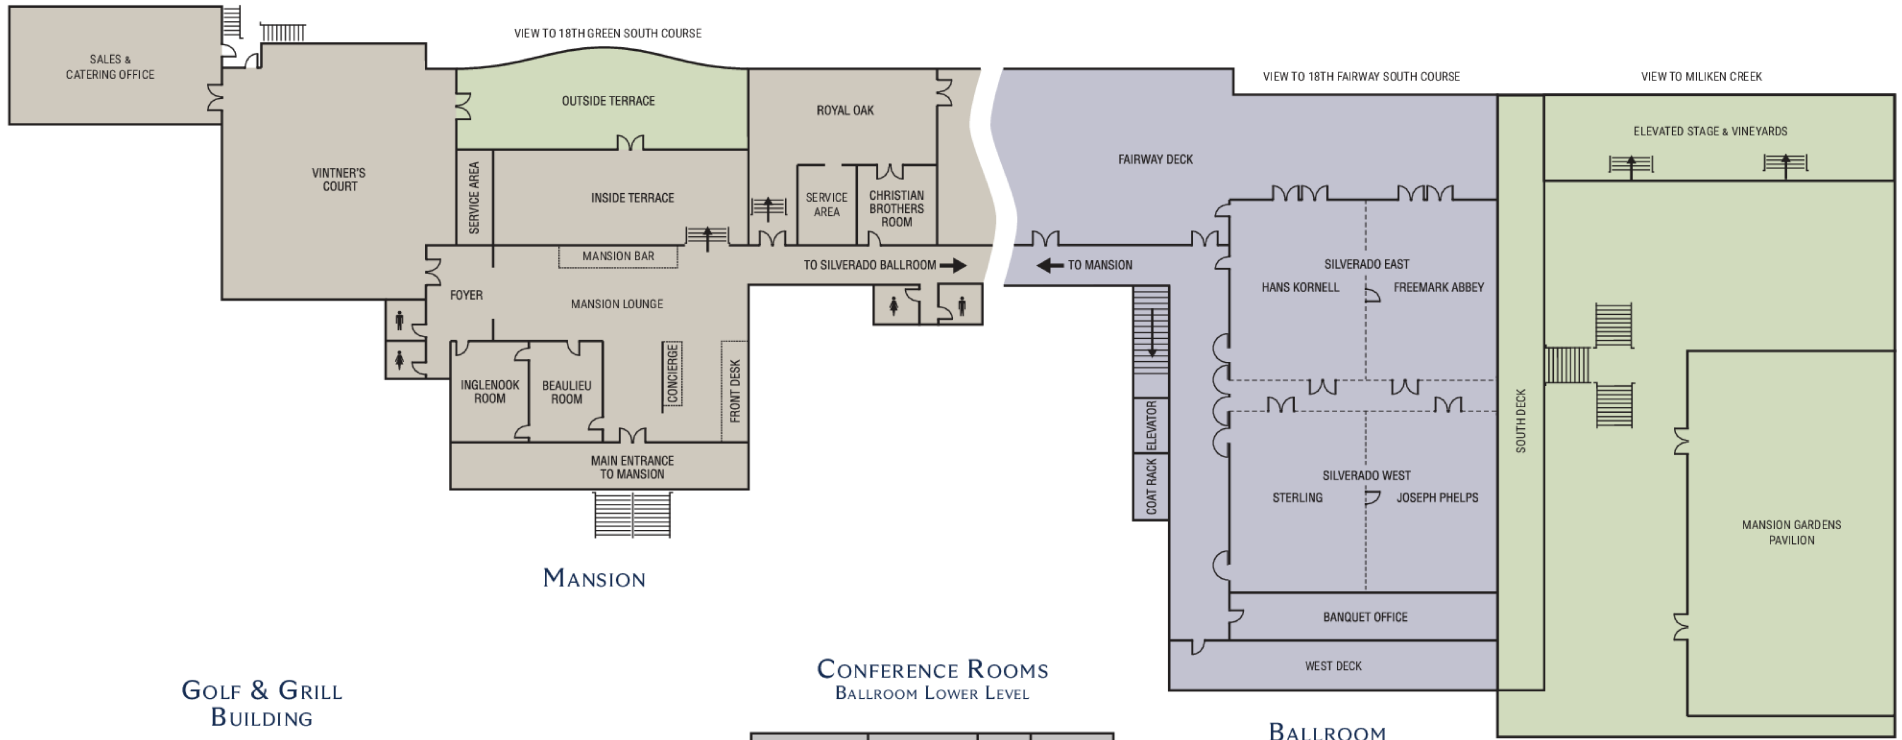 SALES &
CATERING OFFICE
VIEW TO 18TH GREEN SOUTH COURSE
VIEW TO 18TH FAIRWAY SOUTH COURSE
VIEW TO MILIKEN CREEK
OUTSIDE TERRACE
ROYAL OAK
ELEVATED STAGE & VINEYARDS
FAIRWAY DECK
VINTNER'S
COURT
SERVICE AREA
INSIDE TERRACE
SERVICE
AREA
CHRISTIAN
BROTHERS
ROOM
MANSION BAR
TO SILVERADO BALLROOM
TO MANSION
SILVERADO EAST
HANS KORNELL
FREEMARK ABBEY
FOYER
MANSION LOUNGE
INGLENOOK
ROOM
BEAULIEU
ROOM
CONCIERGE
FRONT DESK
ELEVATOR
COAT RACK
SOUTH DECK
MAIN ENTRANCE
TO MANSION
SILVERADO WEST
STERLING
JOSEPH PHELPS
MANSION GARDENS
PAVILION
MANSION
BANQUET OFFICE
WEST DECK
GOLF & GRILL
BUILDING
CONFERENCE ROOMS
BALLROOM LOWER LEVEL
BALLROOM